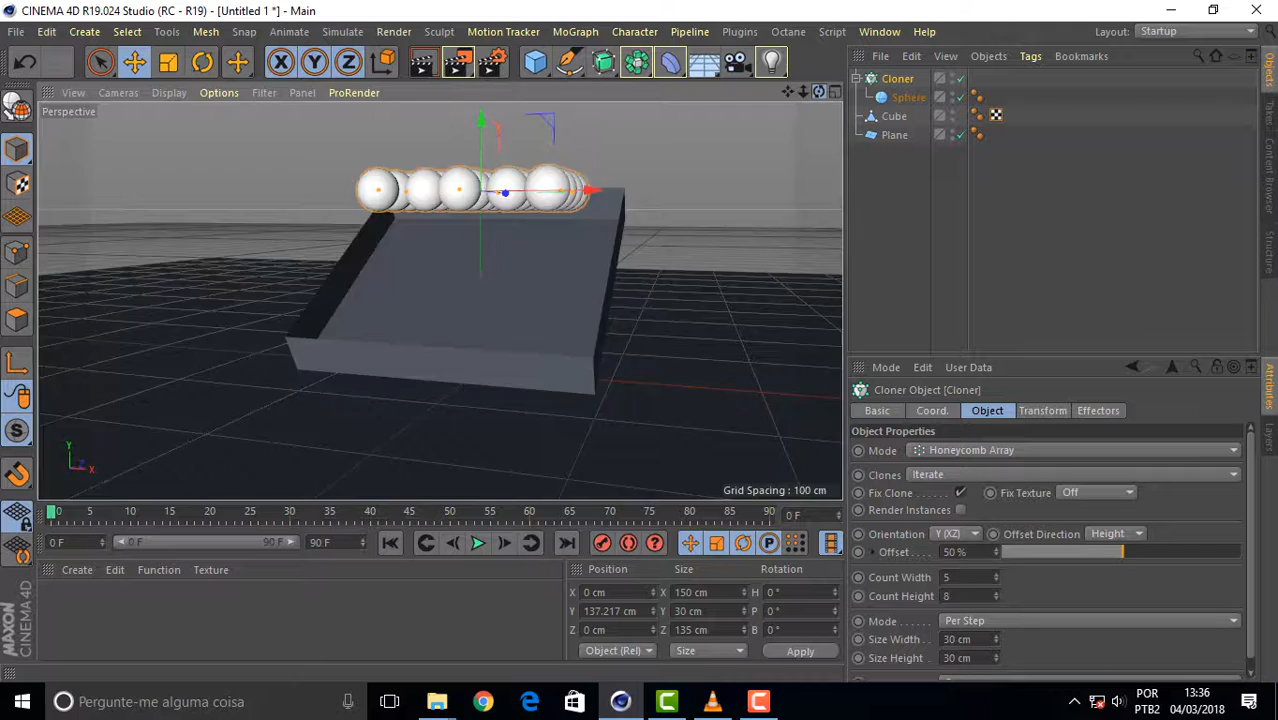 CINEMA 4D R19.024 Studio (RC - R19) - [Untitled 1 *] - Main
File Edit Create Select Tools Mesh Snap Animate Simulate Render Sculpt Motion Tracker MoGraph Character Pipeline Plugins Octane Script Window Help Layout: Startup
X Y Z
File Edit View Objects Tags Bookmarks
Cloner
Sphere
Cube
Plane
View Cameras Display Options Filter Panel ProRender
Perspective
Y
X
Grid Spacing : 100 cm
0 5 10 15 20 25 30 35 40 45 50 55 60 65 70 75 80 85 90 0 F
0 F 0 F 90 F 90 F
P
Create Edit Function Texture
Position Size Rotation
X 0 cm X 150 cm H 0 °
Y 137.217 cm Y 30 cm P 0 °
Z 0 cm Z 135 cm B 0 °
Object (Rel) Size Apply
Mode Edit User Data
Cloner Object [Cloner]
Basic Coord. Object Transform Effectors
Object Properties
Mode Honeycomb Array
Clones Iterate
Fix Clone Fix Texture Off
Render Instances
Orientation Y (XZ) Offset Direction Height
Offset 50 %
Count Width 5
Count Height 8
Mode Per Step
Size Width 30 cm
Size Height 30 cm
Objects
Takes
Content Browser
Structure
Attributes
Layers
S
MAXON
CINEMA 4D
Pergunte-me alguma coisa
POR
PTB2
13:36
04/03/2018